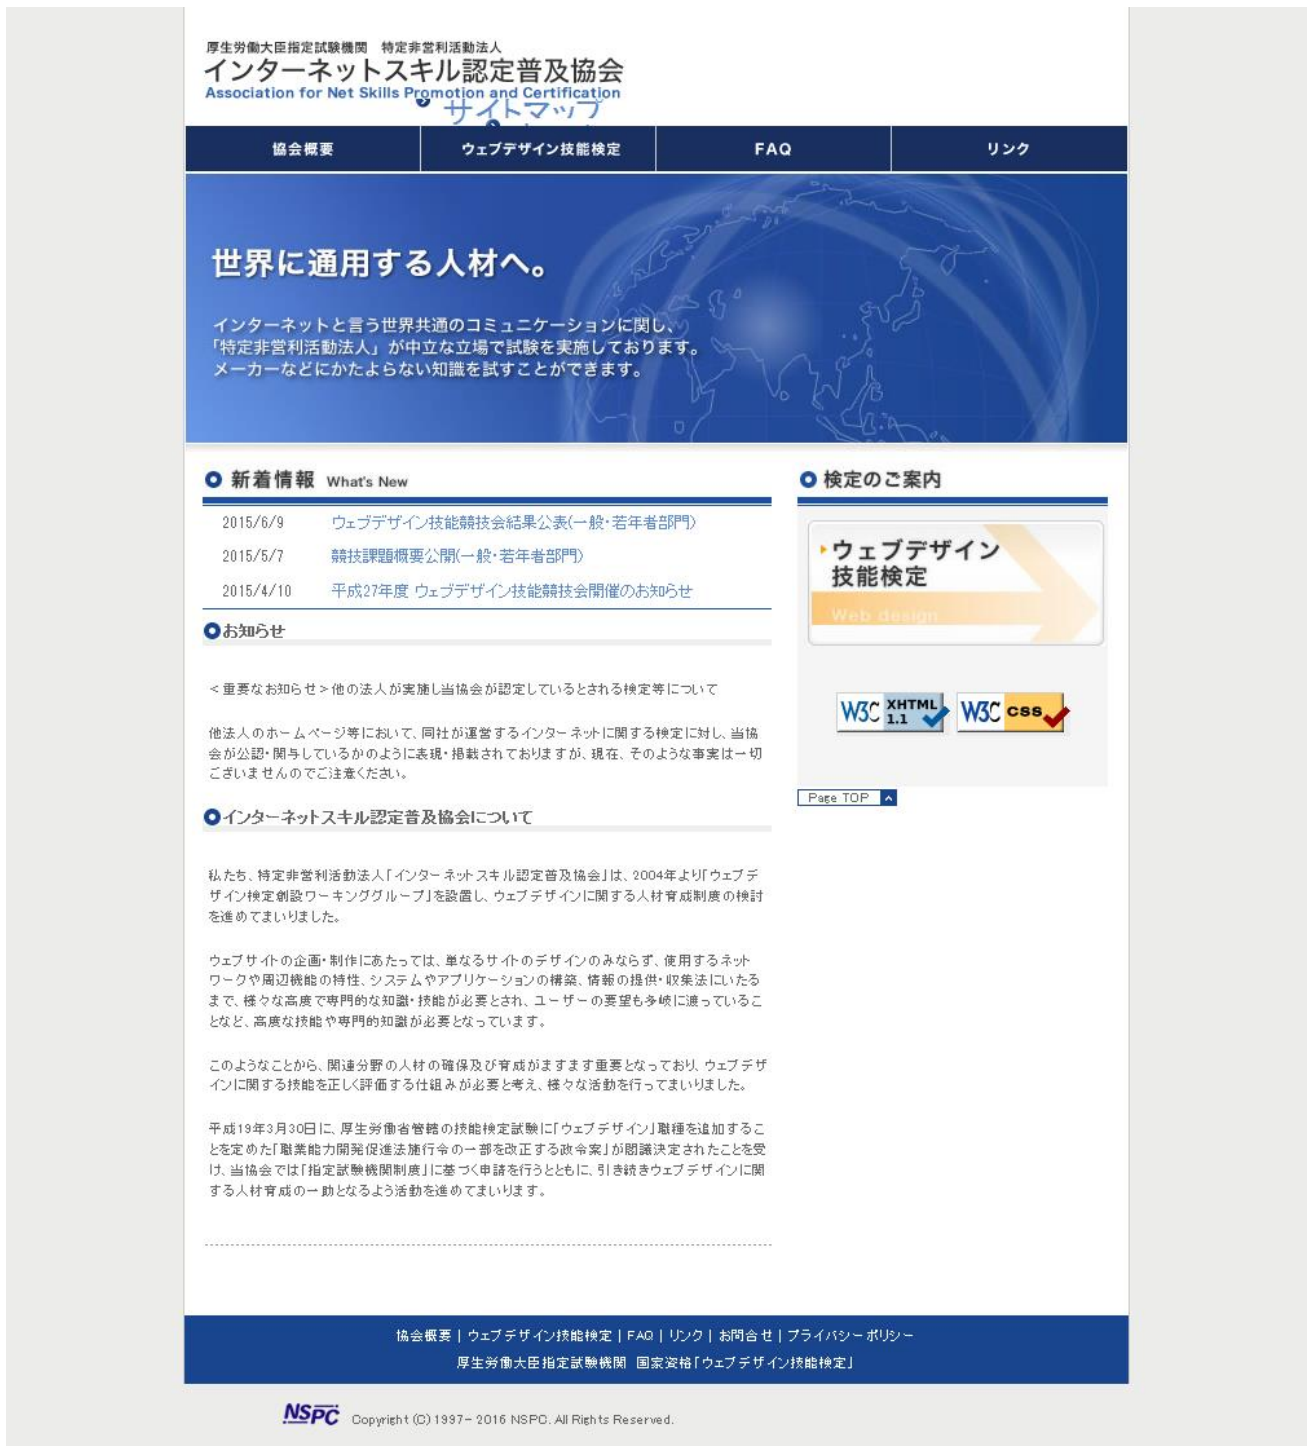 厚生労働大臣指定試験機関　特定非営利活動法人
インターネットスキル認定普及協会
Association for Net Skills Promotion and Certification
サイトマップ
協会概要
ウェブデザイン技能検定
FAQ
リンク
世界に通用する人材へ。
インターネットと言う世界共通のコミュニケーションに関し、
「特定非営利活動法人」が中立な立場で試験を実施しております。
メーカーなどにかたよらない知識を試すことができます。
新着情報 What's New
2015/6/9 ウェブデザイン技能競技会結果公表(一般・若年者部門)
2015/5/7 競技課題概要公開(一般・若年者部門)
2015/4/10 平成27年度 ウェブデザイン技能競技会開催のお知らせ
お知らせ
＜重要なお知らせ＞他の法人が実施し当協会が認定しているとされる検定等について
他法人のホームページ等において、同社が運営するインターネットに関する検定に対し、当協
会が公認・関与しているかのように表現・掲載されておりますが、現在、そのような事実は一切
ございませんのでご注意ください。
インターネットスキル認定普及協会について
私たち、特定非営利活動法人「インターネットスキル認定普及協会」は、2004年より「ウェブデ
ザイン検定創設ワーキンググループ」を設置し、ウェブデザインに関する人材育成制度の検討
を進めてまいりました。
ウェブサイトの企画・制作にあたっては、単なるサイトのデザインのみならず、使用するネット
ワークや周辺機能の特性、システムやアプリケーションの構築、情報の提供・収集法にいたる
まで、様々な高度で専門的な知識・技能が必要とされ、ユーザーの要望も多岐に渡っているこ
となど、高度な技能や専門的知識が必要となっています。
このようなことから、関連分野の人材の確保及び育成がますます重要となっており、ウェブデザ
インに関する技能を正しく評価する仕組みが必要と考え、様々な活動を行ってまいりました。
平成19年3月30日に、厚生労働省管轄の技能検定試験に「ウェブデザイン」職種を追加するこ
とを定めた「職業能力開発促進法施行令の一部を改正する政令案」が閣議決定されたことを受
け、当協会では「指定試験機関制度」に基づく申請を行うとともに、引き続きウェブデザインに関
する人材育成の一助となるよう活動を進めてまいります。
検定のご案内
ウェブデザイン
技能検定
Web design
W3C XHTML 1.1
W3C CSS
Page TOP
協会概要 | ウェブデザイン技能検定 | FAQ | リンク | お問合せ | プライバシーポリシー
厚生労働大臣指定試験機関 国家資格「ウェブデザイン技能検定」
NSPC Copyright (C) 1997- 2016 NSPC. All Rights Reserved.